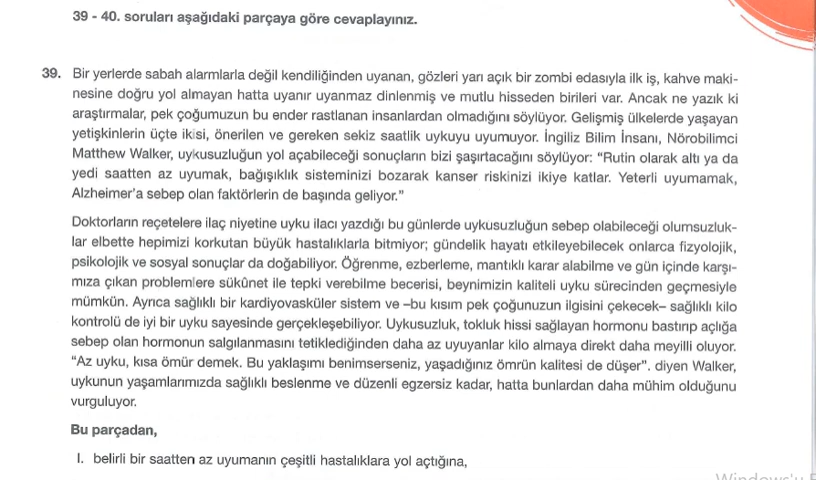 39 - 40. soruları aşağıdaki parçaya göre cevaplayınız.
39. Bir yerlerde sabah alarmlarla değil kendiliğinden uyanan, gözleri yarı açık bir zombi edasıyla ilk iş, kahve maki-
nesine doğru yol almayan hatta uyanır uyanmaz dinlenmiş ve mutlu hisseden birileri var. Ancak ne yazık ki
araştırmalar, pek çoğumuzun bu ender rastlanan insanlardan olmadığını söylüyor. Gelişmiş ülkelerde yaşayan
yetişkinlerin üçte ikisi, önerilen ve gereken sekiz saatlik uykuyu uyumuyor. İngiliz Bilim İnsanı, Nörobilimci
Matthew Walker, uykusuzluğun yol açabileceği sonuçların bizi şaşırtacağını söylüyor: “Rutin olarak altı ya da
yedi saatten az uyumak, bağışıklık sisteminizi bozarak kanser riskinizi ikiye katlar. Yeterli uyumamak,
Alzheimer’a sebep olan faktörlerin de başında geliyor.”
Doktorların reçetelere ilaç niyetine uyku ilacı yazdığı bu günlerde uykusuzluğun sebep olabileceği olumsuzluk-
lar elbette hepimizi korkutan büyük hastalıklarla bitmiyor; gündelik hayatı etkileyebilecek onlarca fizyolojik,
psikolojik ve sosyal sonuçlar da doğabiliyor. Öğrenme, ezberleme, mantıklı karar alabilme ve gün içinde karşı-
mıza çıkan problemlere sükûnet ile tepki verebilme becerisi, beynimizin kaliteli uyku sürecinden geçmesiyle
mümkün. Ayrıca sağlıklı bir kardiyovasküler sistem ve –bu kısım pek çoğunuzun ilgisini çekecek– sağlıklı kilo
kontrolü de iyi bir uyku sayesinde gerçekleşebiliyor. Uykusuzluk, tokluk hissi sağlayan hormonu bastırıp açlığa
sebep olan hormonun salgılanmasını tetiklediğinden daha az uyuyanlar kilo almaya direkt daha meyilli oluyor.
“Az uyku, kısa ömür demek. Bu yaklaşımı benimserseniz, yaşadığınız ömrün kalitesi de düşer”. diyen Walker,
uykunun yaşamlarımızda sağlıklı beslenme ve düzenli egzersiz kadar, hatta bunlardan daha mühim olduğunu
vurguluyor.
Bu parçadan,
I. belirli bir saatten az uyumanın çeşitli hastalıklara yol açtığına,